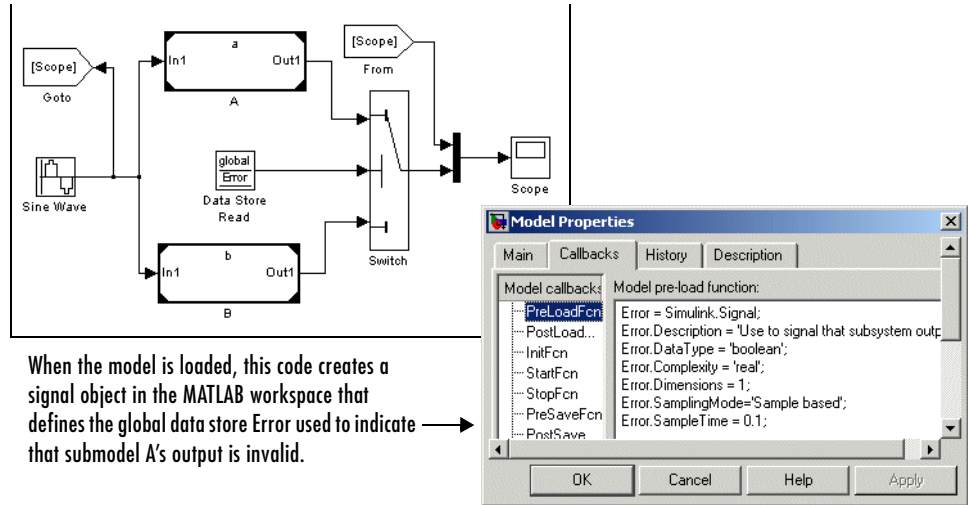 [Scope]
Goto
Sine Wave
a
In1
Out1
A
global
Error
Data Store
Read
b
In1
Out1
B
[Scope]
From
Switch
Scope
Model Properties
Main
Callbacks
History
Description
Model callbacks
PreLoadFcn
PostLoad...
InitFcn
StartFcn
StopFcn
PreSaveFcn
PostSave
Model pre-load function:
Error = Simulink.Signal;
Error.Description = 'Use to signal that subsystem outp
Error.DataType = 'boolean';
Error.Complexity = 'real';
Error.Dimensions = 1;
Error.SamplingMode='Sample based';
Error.SampleTime = 0.1;
OK
Cancel
Help
Apply
When the model is loaded, this code creates a
signal object in the MATLAB workspace that
defines the global data store Error used to indicate
that submodel A's output is invalid.